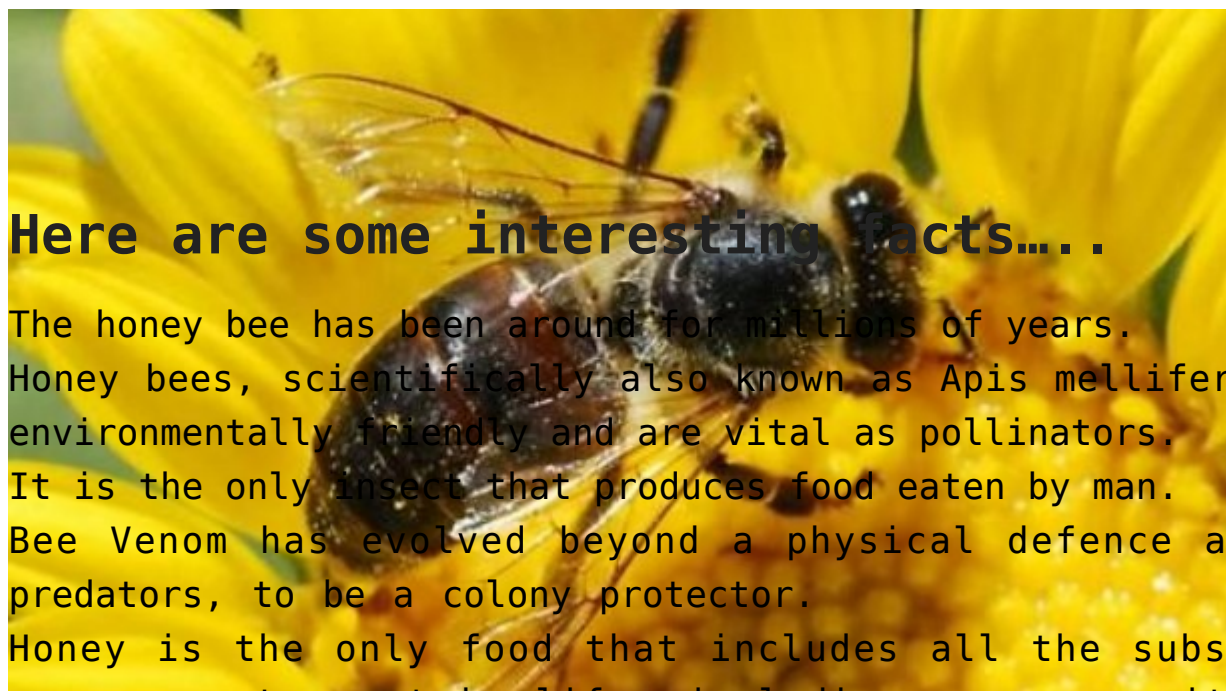 Here are some interesting facts…..
The honey bee has been around for millions of years.
Honey bees, scientifically also known as Apis mellifer
environmentally friendly and are vital as pollinators.
It is the only insect that produces food eaten by man.
Bee Venom has evolved beyond a physical defence a
predators, to be a colony protector.
Honey is the only food that includes all the subs